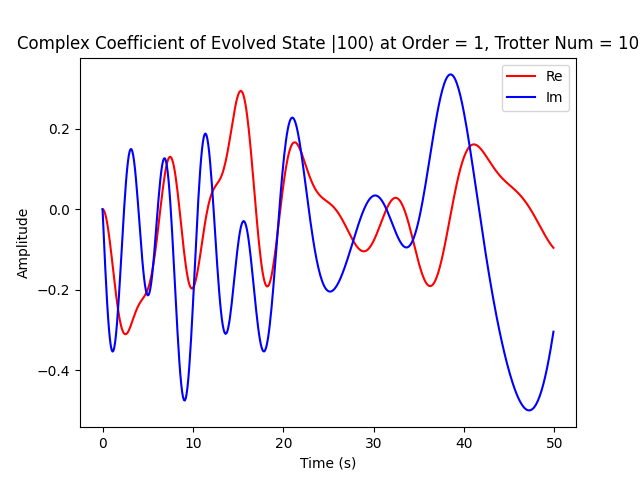 Complex Coefficient of Evolved State |100⟩ at Order = 1, Trotter Num = 10
Re
Im
Amplitude
0.2
0.0
−0.2
−0.4
0 10 20 30 40 50
Time (s)